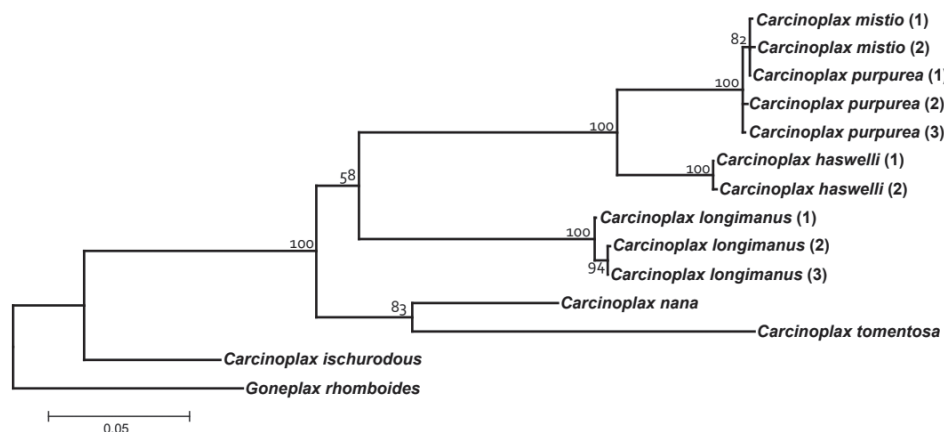 Carcinoplax mistio (1)
82
Carcinoplax mistio (2)
Carcinoplax purpurea (1)
100
Carcinoplax purpurea (2)
100
Carcinoplax purpurea (3)
Carcinoplax haswelli (1)
100
58
Carcinoplax haswelli (2)
Carcinoplax longimanus (1)
100
100
Carcinoplax longimanus (2)
94
Carcinoplax longimanus (3)
Carcinoplax nana
83
Carcinoplax tomentosa
Carcinoplax ischurodous
Goneplax rhomboides
0.05